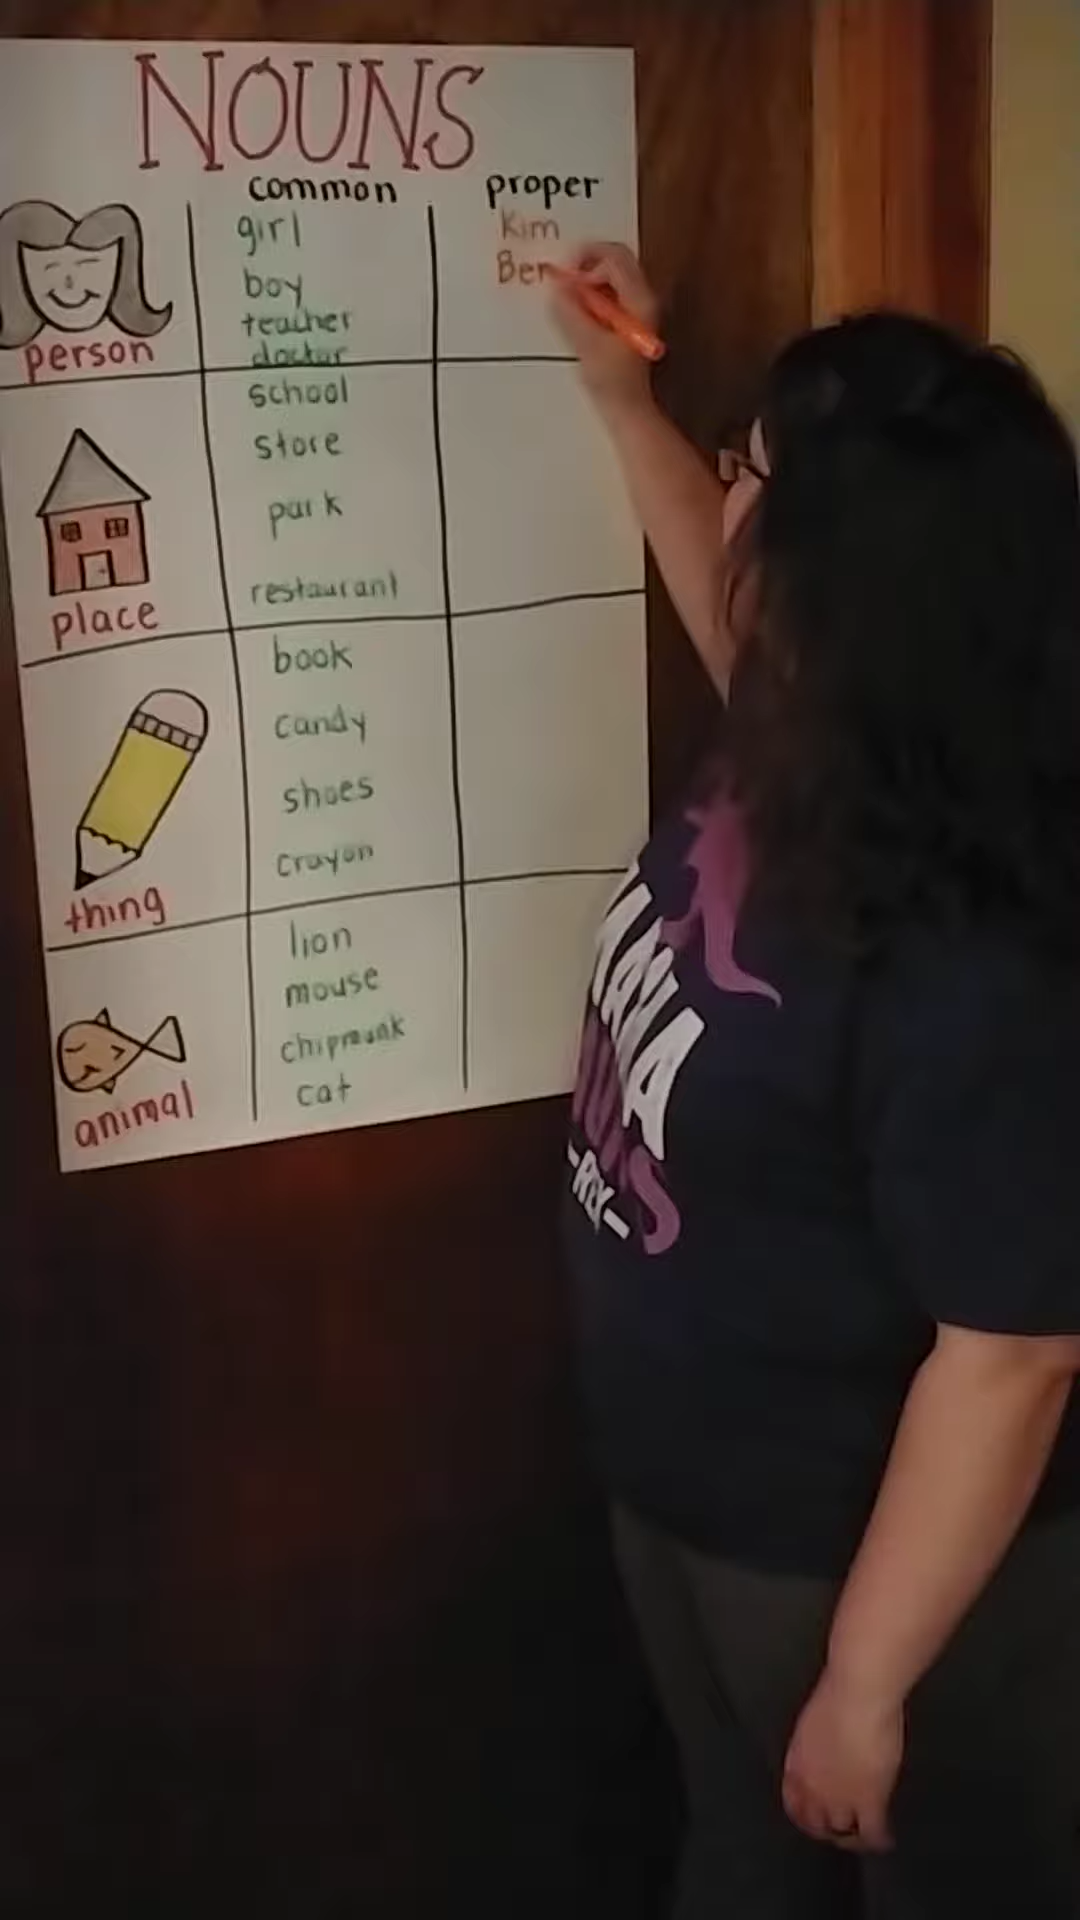 NOUNS
common proper
girl Kim
boy Ben
teacher
doctor
person
school
store
park
restaurant
place
book
candy
shoes
crayon
thing
lion
mouse
chipmunk
cat
animal